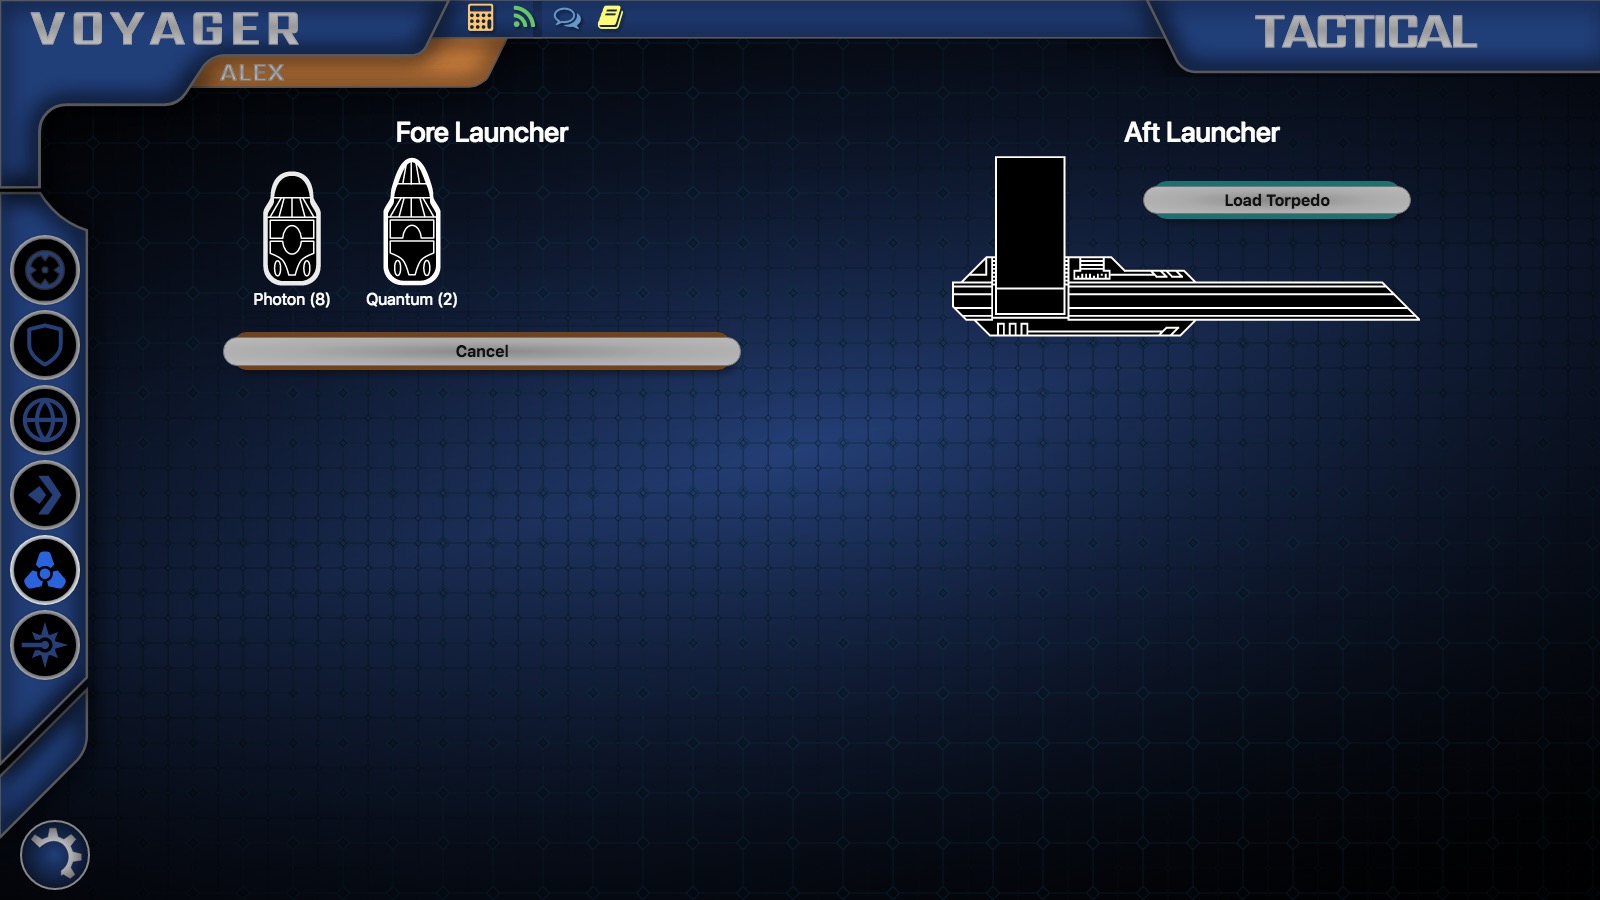 VOYAGER
TACTICAL
ALEX
Fore Launcher
Photon (8)
Quantum (2)
Cancel
Aft Launcher
Load Torpedo